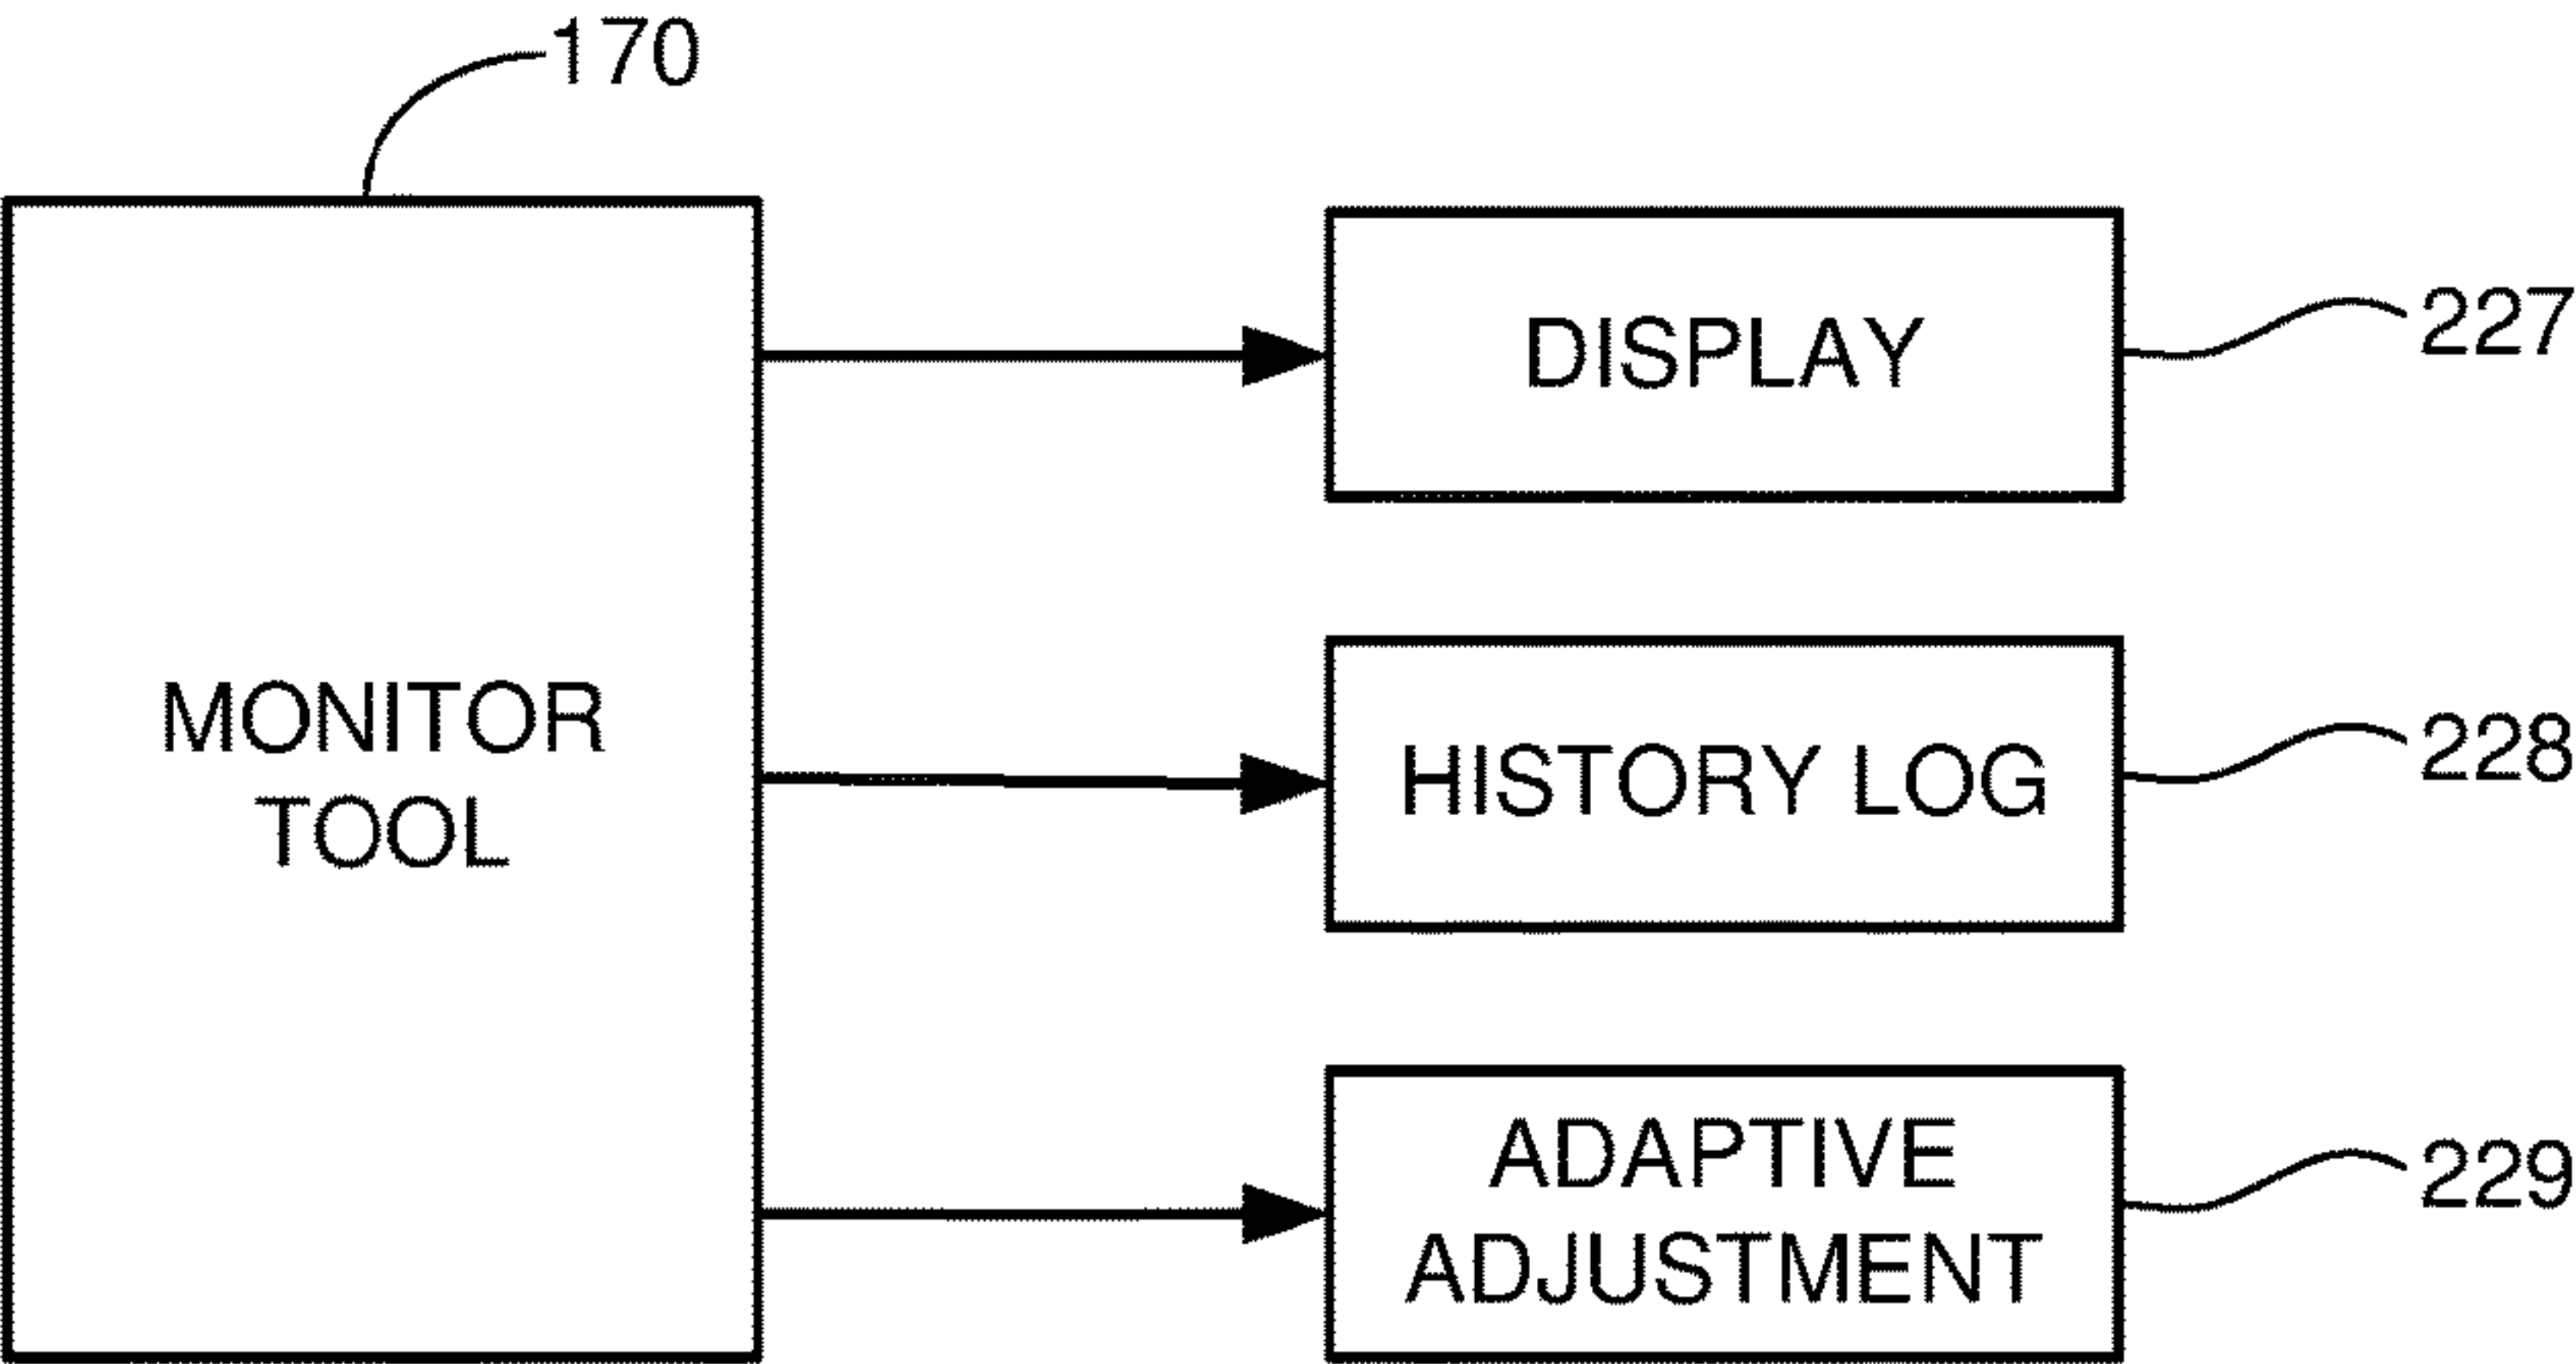 170
DISPLAY
227
MONITOR
TOOL
HISTORY LOG
228
ADAPTIVE
ADJUSTMENT
229